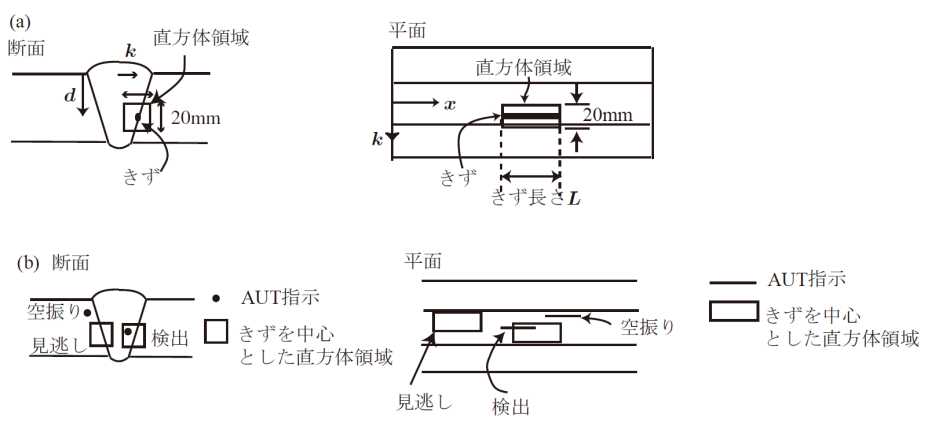 (a)
断面
k
直方体領域
d
20mm
きず
平面
直方体領域
x
20mm
k
きず
きず長さL
(b) 断面
空振り
見逃し
検出
AUT指示
きずを中心
とした直方体領域
平面
空振り
見逃し
検出
AUT指示
きずを中心
とした直方体領域